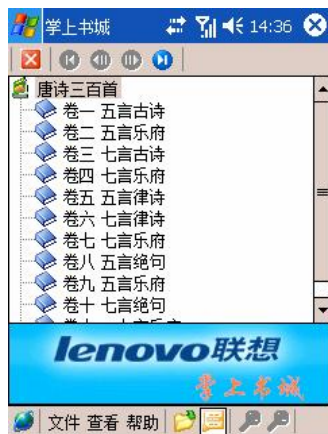 掌上书城 14:36
唐诗三百首
卷一 五言古诗
卷二 五言乐府
卷三 七言古诗
卷四 七言乐府
卷五 五言律诗
卷六 七言律诗
卷七 七言乐府
卷八 五言绝句
卷九 五言乐府
卷十 七言绝句
lenovo联想
掌上书城
文件 查看 帮助